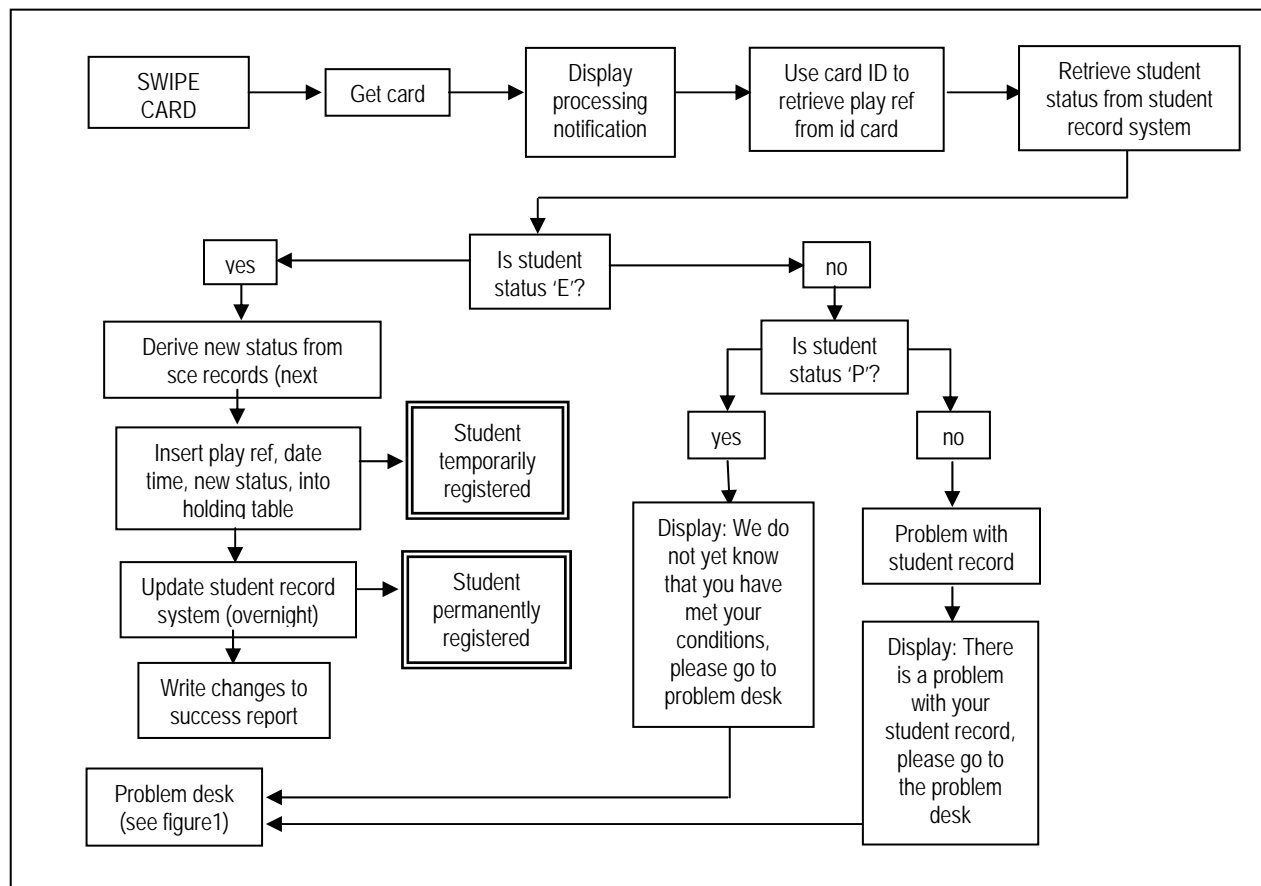 SWIPE
CARD
Get card
Display
processing
notification
Use card ID to
retrieve play ref
from id card
Retrieve student
status from student
record system
yes
Is student
status ‘E’?
no
Derive new status from
sce records (next
Is student
status ‘P’?
Insert play ref, date
time, new status, into
holding table
Student
temporarily
registered
yes
no
Update student record
system (overnight)
Student
permanently
registered
Display: We do
not yet know
that you have
met your
conditions,
please go to
problem desk
Problem with
student record
Write changes to
success report
Display: There
is a problem
with your
student record,
please go to
the problem
desk
Problem desk
(see figure1)